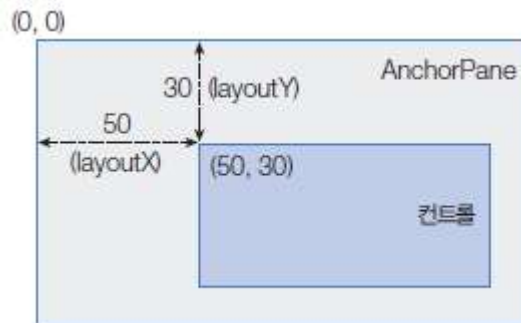 (0, 0)
AnchorPane
30 (layoutY)
50
(layoutX)
(50, 30)
컨트롤